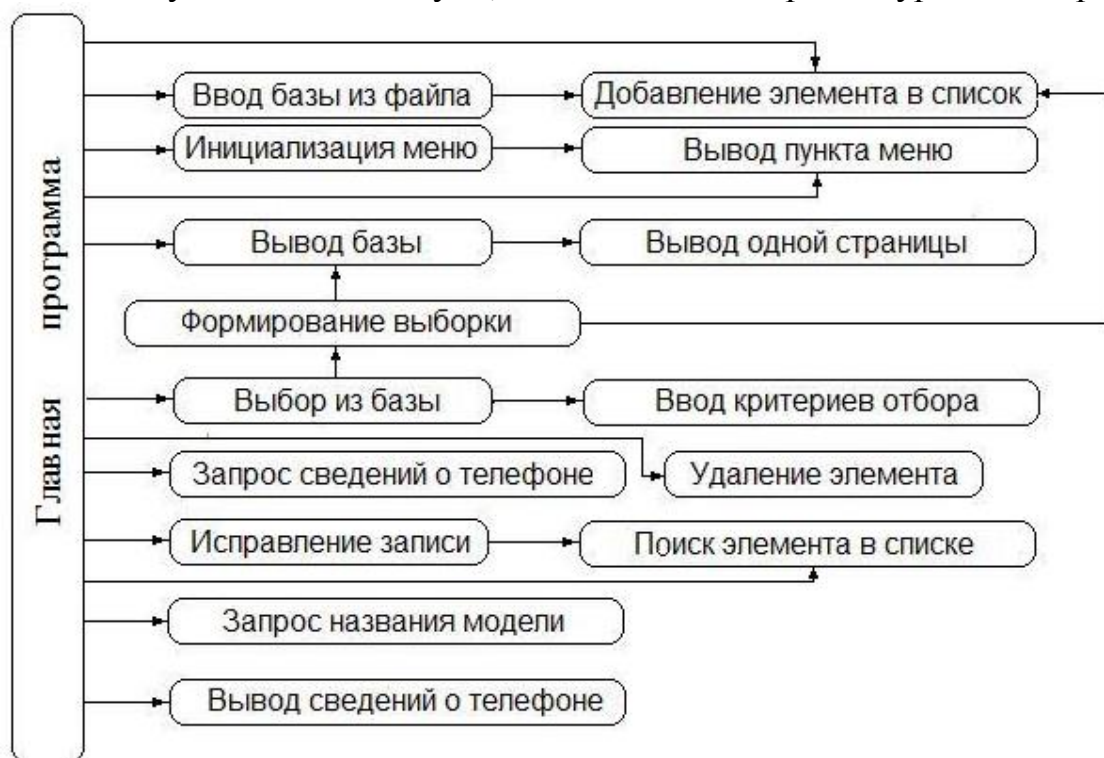 Главная программа
Ввод базы из файла
Добавление элемента в список
Инициализация меню
Вывод пункта меню
Вывод базы
Вывод одной страницы
Формирование выборки
Выбор из базы
Ввод критериев отбора
Запрос сведений о телефоне
Удаление элемента
Исправление записи
Поиск элемента в списке
Запрос названия модели
Вывод сведений о телефоне